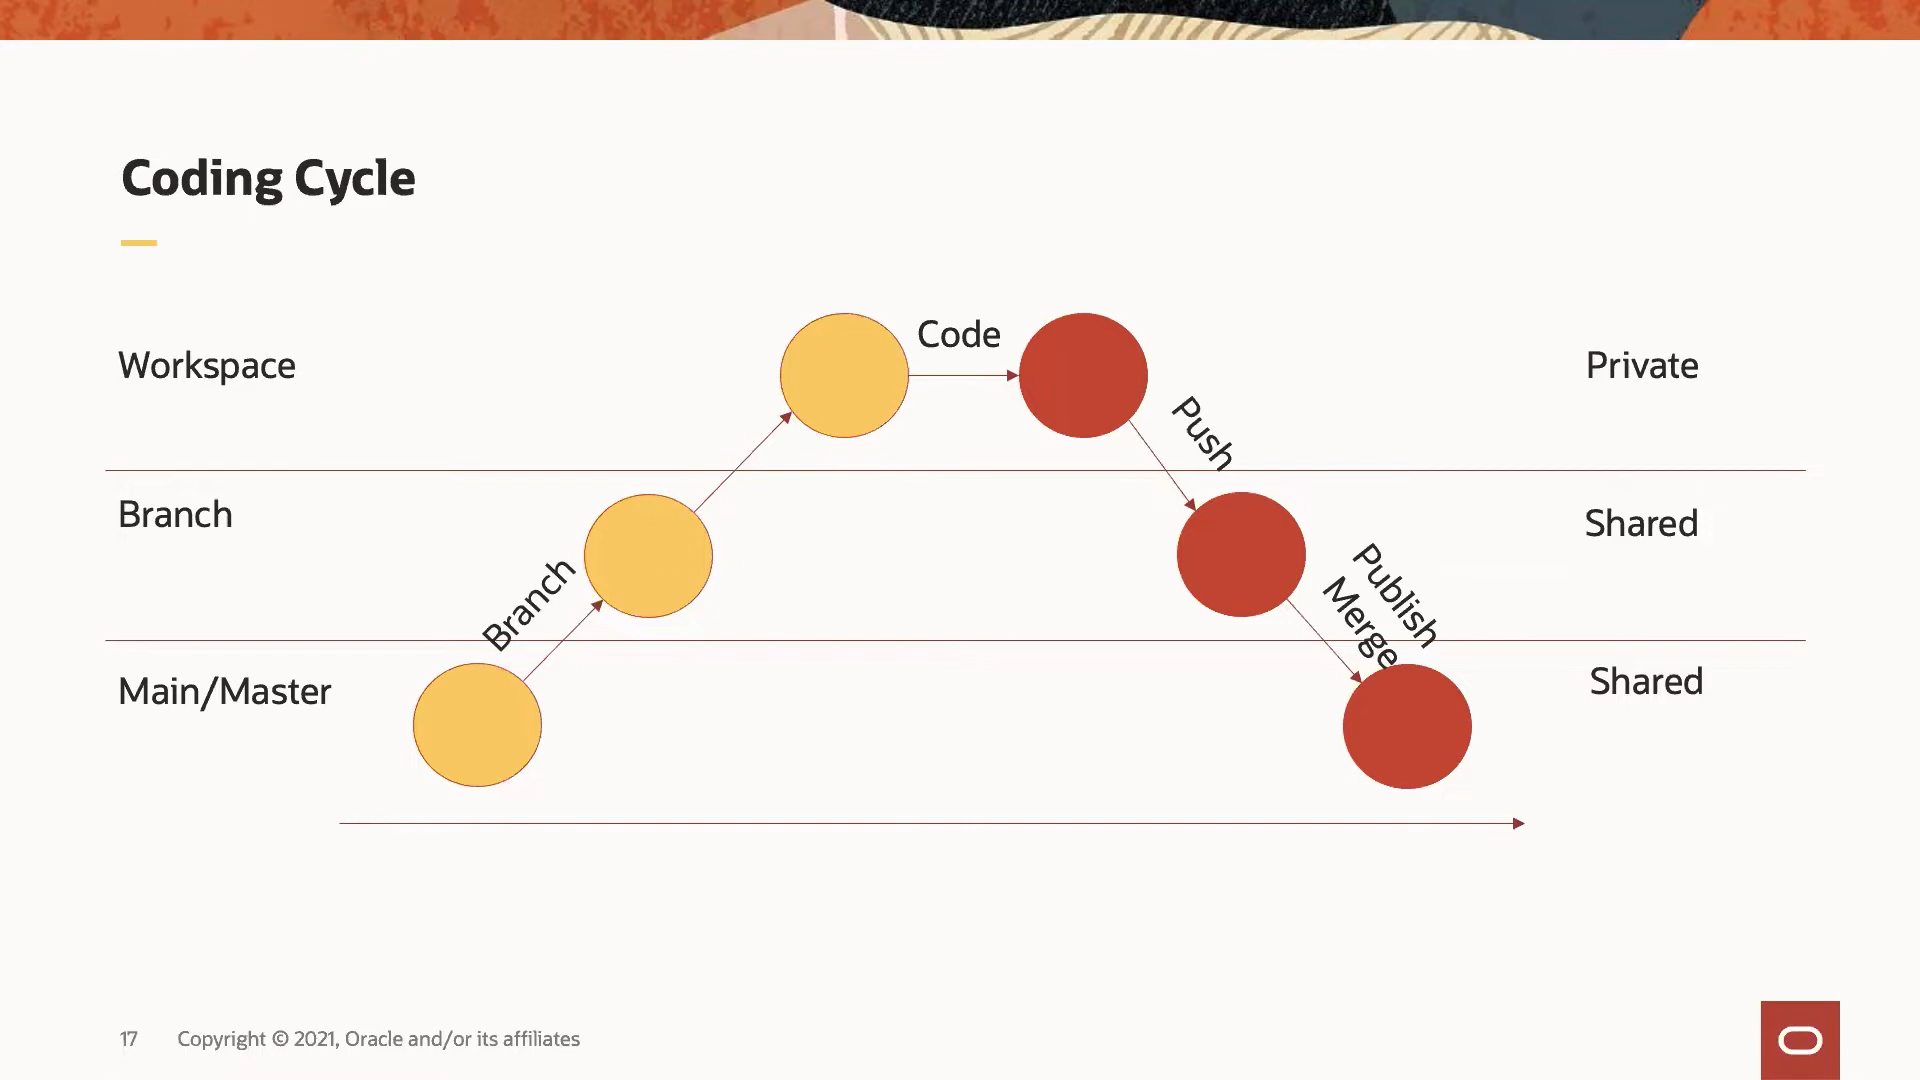 Coding Cycle
Workspace
Code
Private
Push
Branch
Shared
Branch
Publish
Merge
Main/Master
Shared
17 Copyright © 2021, Oracle and/or its affiliates